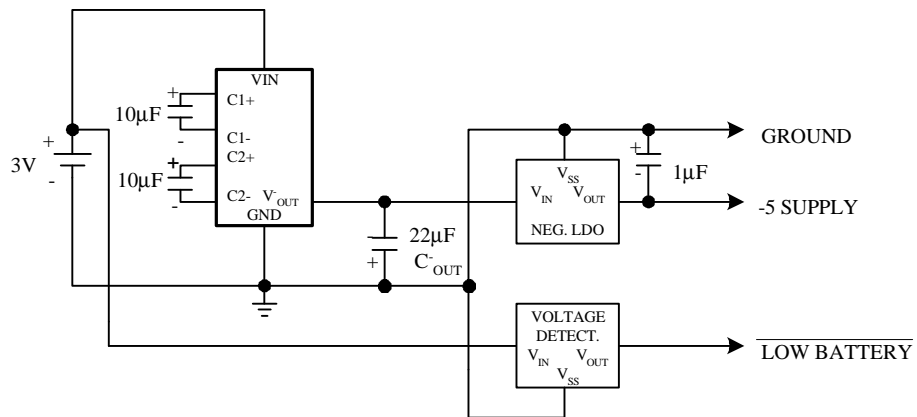 VIN
+
C1+
10µF
C1-
-
+
C2+
10µF
C2-
-
V-OUT
GND
+
3V
-
-
22µF
+
C-OUT
GROUND
+
-
1µF
VSS
VIN
VOUT
NEG. LDO
-5 SUPPLY
VOLTAGE
DETECT.
VIN
VOUT
VSS
LOW BATTERY